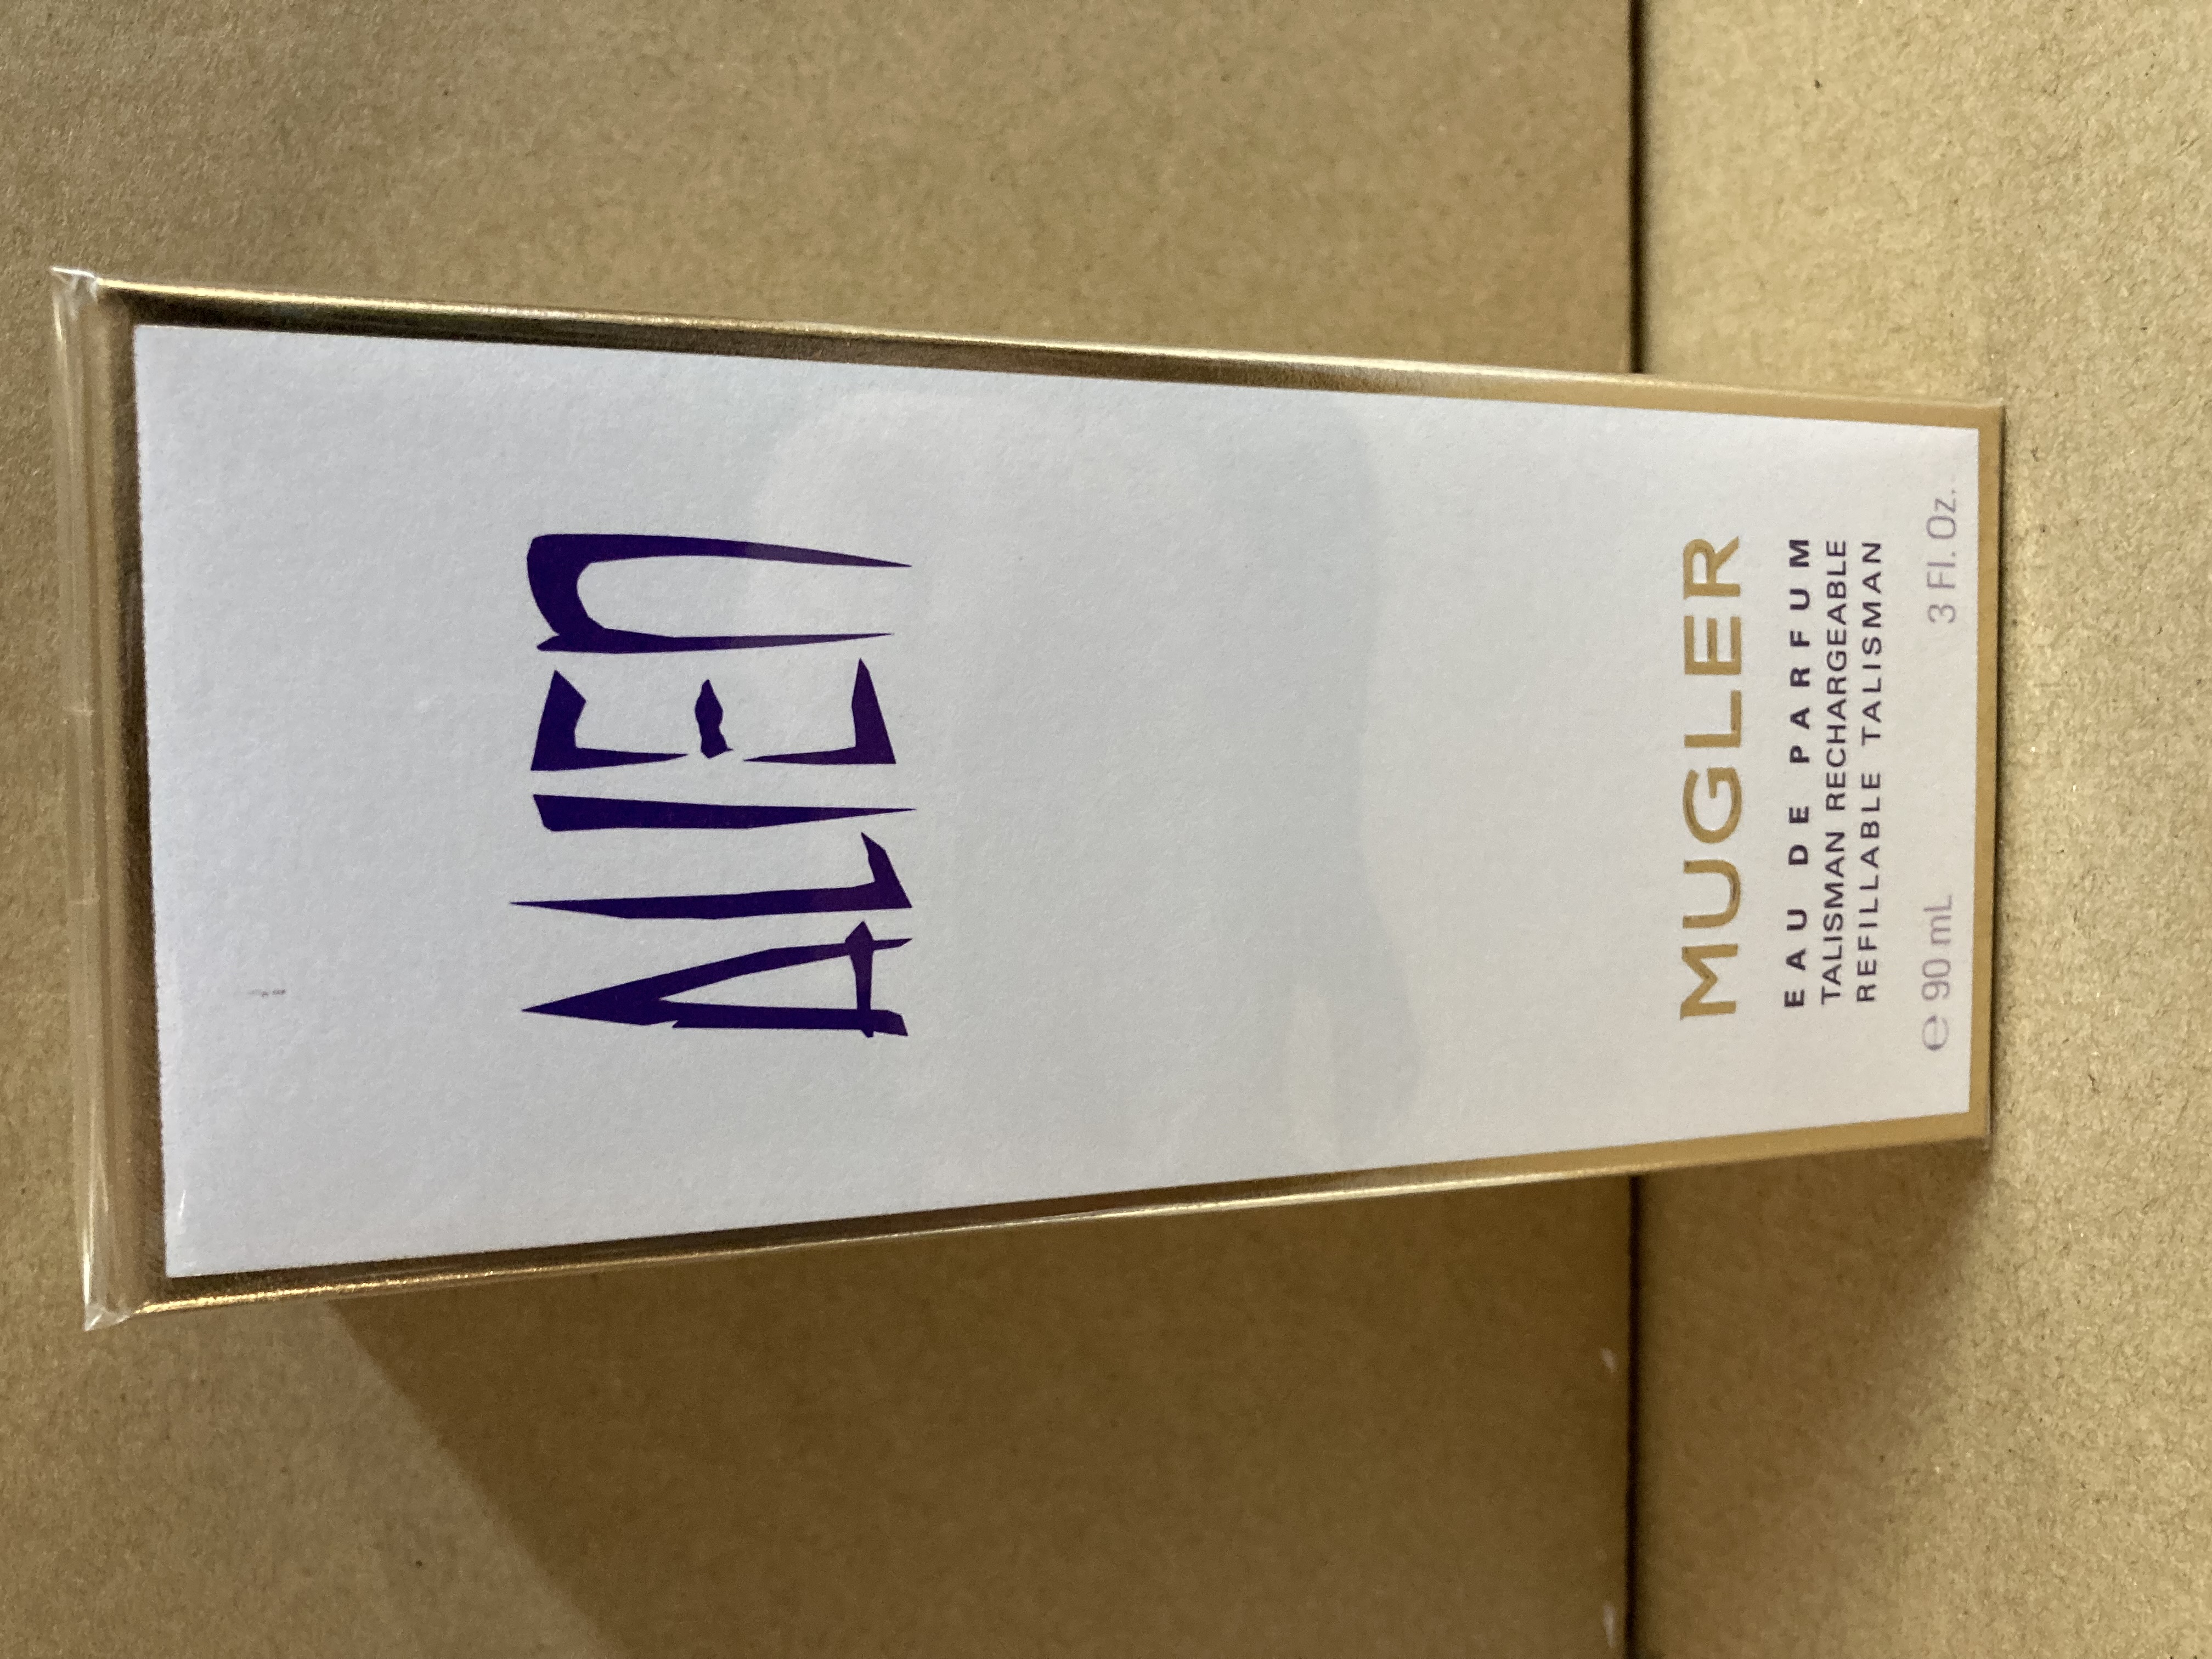 ALIEN
MUGLER
EAU DE PARFUM
TALISMAN RECHARGEABLE
REFILLABLE TALISMAN
℮ 90 mL 3 Fl. Oz.